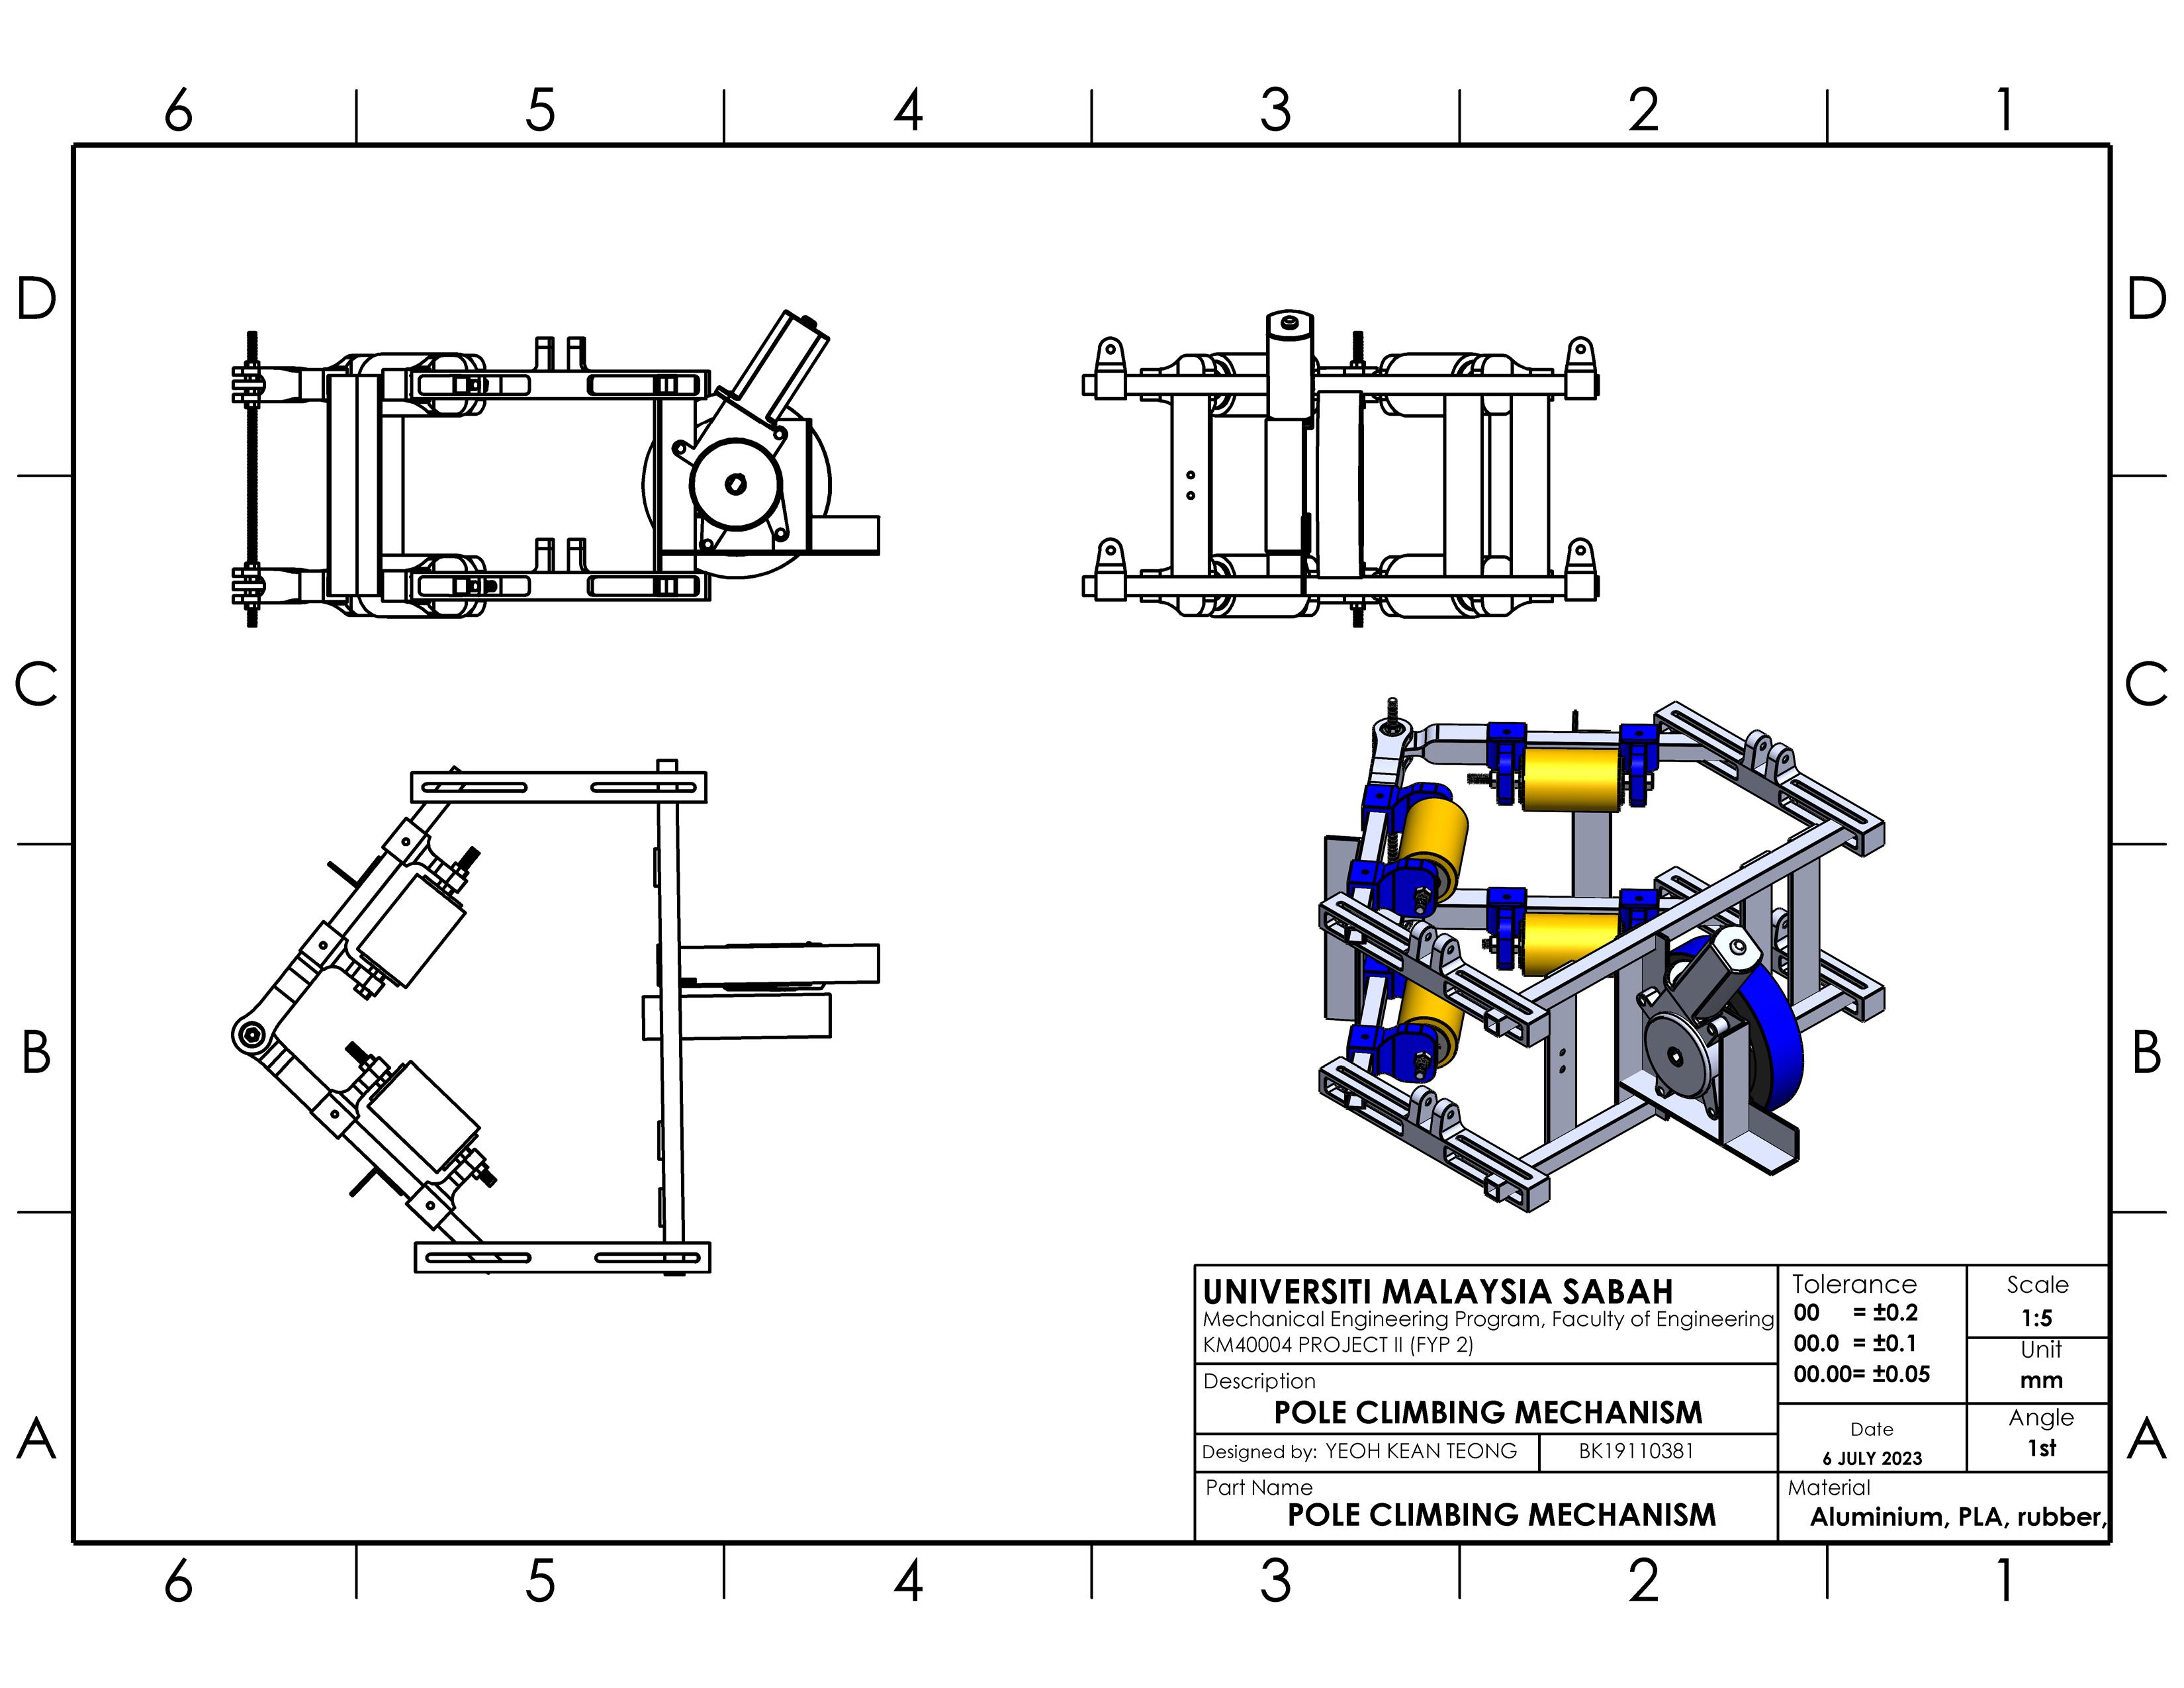 6 5 4 3 2 1
D D
C C
B B
A A
UNIVERSITI MALAYSIA SABAH
Mechanical Engineering Program, Faculty of Engineering
KM40004 PROJECT II (FYP 2)
Description
POLE CLIMBING MECHANISM
Designed by: YEOH KEAN TEONG BK19110381
Part Name
POLE CLIMBING MECHANISM
Tolerance
00 = ±0.2
00.0 = ±0.1
00.00= ±0.05
Scale
1:5
Unit
mm
Date
6 JULY 2023
Angle
1st
Material
Aluminium, PLA, rubber,
6 5 4 3 2 1